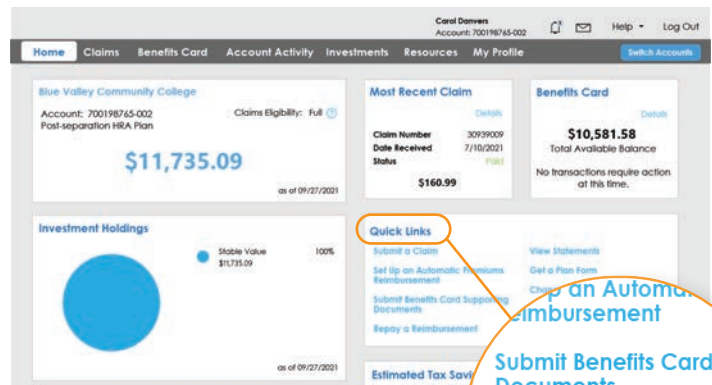 Carol Danvers
Account: 700198765-002
Help
Log Out
Home
Claims
Benefits Card
Account Activity
Investments
Resources
My Profile
Switch Accounts
Blue Valley Community College
Account: 700198765-002
Claims Eligibility: Full ?
Post-separation HRA Plan
$11,735.09
as of 09/27/2021
Most Recent Claim
Details
Claim Number 30939009
Date Received 7/10/2021
Status Paid
$160.99
Benefits Card
Details
$10,581.58
Total Available Balance
No transactions require action
at this time.
Investment Holdings
Stable Value 100%
$11,735.09
as of 09/27/2021
Quick Links
Submit a Claim
Set Up an Automatic Premiums
Reimbursement
Submit Benefits Card Supporting
Documents
Repay a Reimbursement
View Statements
Get a Plan Form
Estimated Tax
p an Automa
eimbursement
Submit Benefits Card
Documents